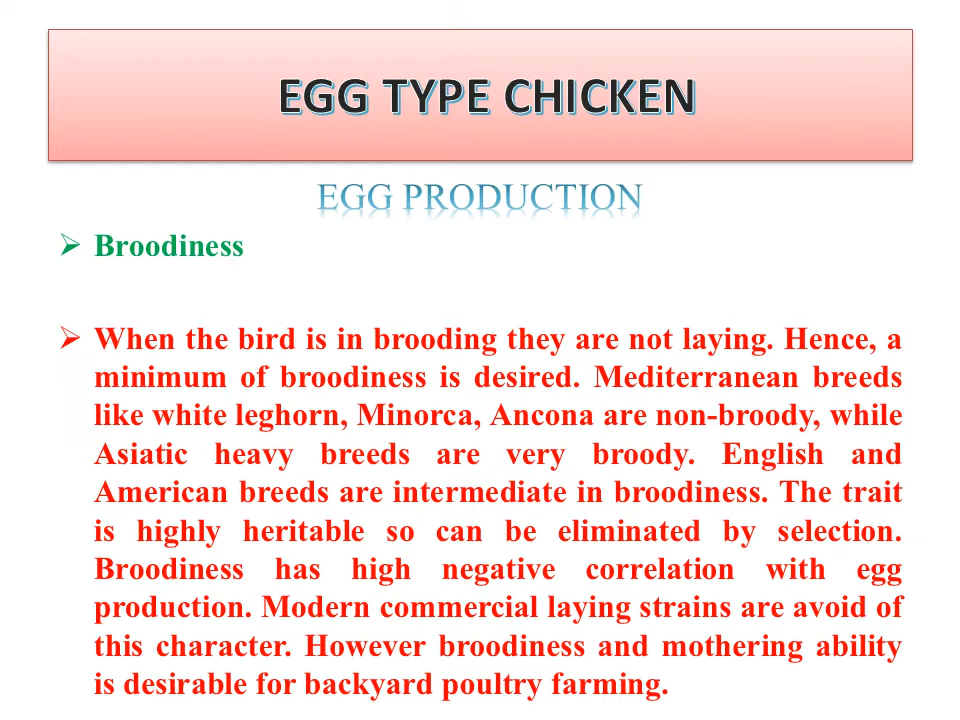 EGG TYPE CHICKEN
EGG PRODUCTION
➢ Broodiness
➢ When the bird is in brooding they are not laying. Hence, a
minimum of broodiness is desired. Mediterranean breeds
like white leghorn, Minorca, Ancona are non-broody, while
Asiatic heavy breeds are very broody. English and
American breeds are intermediate in broodiness. The trait
is highly heritable so can be eliminated by selection.
Broodiness has high negative correlation with egg
production. Modern commercial laying strains are avoid of
this character. However broodiness and mothering ability
is desirable for backyard poultry farming.